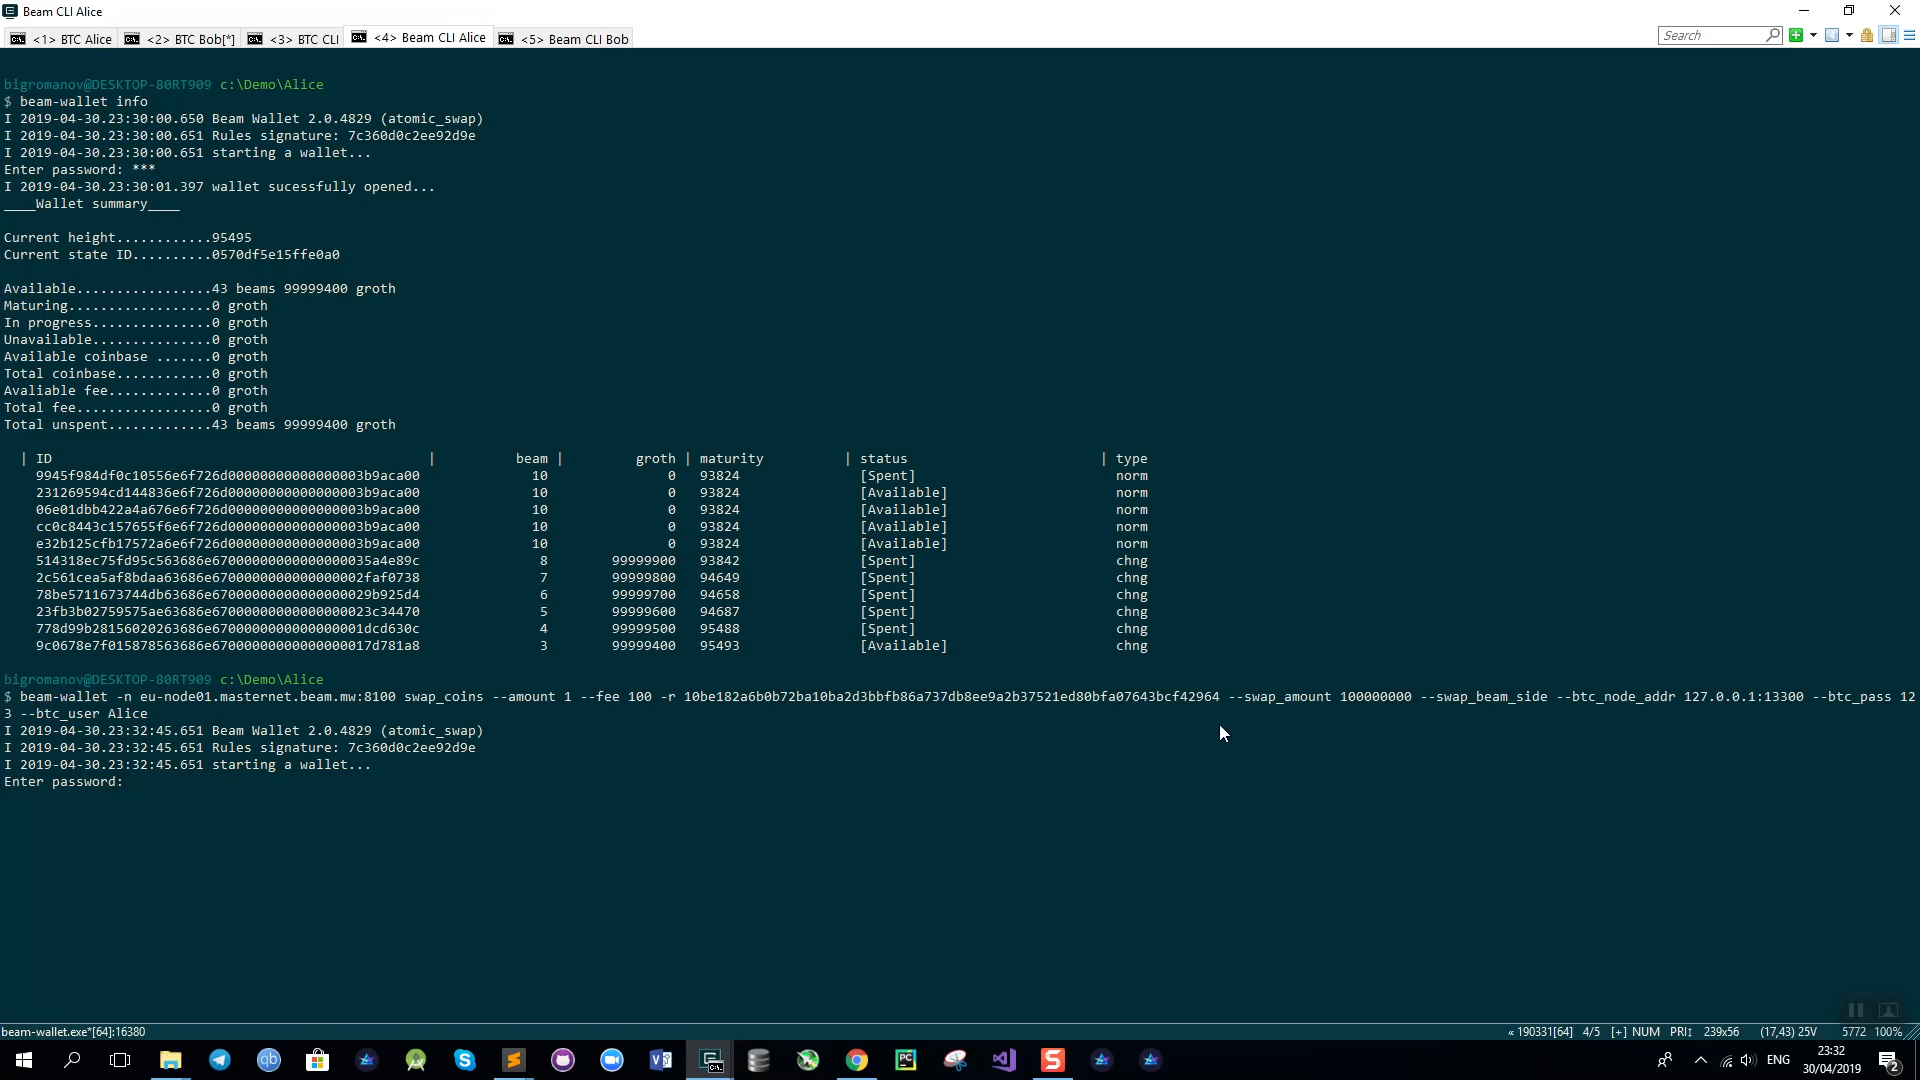 Beam CLI Alice
<1> BTC Alice <2> BTC Bob[*] <3> BTC CLI <4> Beam CLI Alice <5> Beam CLI Bob Search
bigromanov@DESKTOP-80RT909 c:\Demo\Alice
$ beam-wallet info
I 2019-04-30.23:30:00.650 Beam Wallet 2.0.4829 (atomic_swap)
I 2019-04-30.23:30:00.651 Rules signature: 7c360d0c2ee92d9e
I 2019-04-30.23:30:00.651 starting a wallet...
Enter password: ***
I 2019-04-30.23:30:01.397 wallet sucessfully opened...
____Wallet summary____
Current height............95495
Current state ID..........0570df5e15ffe0a0
Available.................43 beams 99999400 groth
Maturing..................0 groth
In progress...............0 groth
Unavailable...............0 groth
Available coinbase .......0 groth
Total coinbase............0 groth
Avaliable fee.............0 groth
Total fee.................0 groth
Total unspent.............43 beams 99999400 groth
| ID | beam | groth | maturity | status | type
9945f984df0c10556e6f726d000000000000000003b9aca00 10 0 93824 [Spent] norm
231269594cd144836e6f726d000000000000000003b9aca00 10 0 93824 [Available] norm
06e01dbb422a4a676e6f726d000000000000000003b9aca00 10 0 93824 [Available] norm
cc0c8443c157655f6e6f726d000000000000000003b9aca00 10 0 93824 [Available] norm
e32b125cfb17572a6e6f726d000000000000000003b9aca00 10 0 93824 [Available] norm
514318ec75fd95c563686e670000000000000000035a4e89c 8 99999900 93842 [Spent] chng
2c561cea5af8bdaa63686e67000000000000000002faf0738 7 99999800 94649 [Spent] chng
78be5711673744db63686e670000000000000000029b925d4 6 99999700 94658 [Spent] chng
23fb3b02759575ae63686e670000000000000000023c34470 5 99999600 94687 [Spent] chng
778d99b28156020263686e67000000000000000001dcd630c 4 99999500 95488 [Spent] chng
9c0678e7f015878563686e670000000000000000017d781a8 3 99999400 95493 [Available] chng
bigromanov@DESKTOP-80RT909 c:\Demo\Alice
$ beam-wallet -n eu-node01.masternet.beam.mw:8100 swap_coins --amount 1 --fee 100 -r 10be182a6b0b72ba10ba2d3bbfb86a737db8ee9a2b37521ed80bfa07643bcf42964 --swap_amount 100000000 --swap_beam_side --btc_node_addr 127.0.0.1:13300 --btc_pass 12
3 --btc_user Alice
I 2019-04-30.23:32:45.651 Beam Wallet 2.0.4829 (atomic_swap)
I 2019-04-30.23:32:45.651 Rules signature: 7c360d0c2ee92d9e
I 2019-04-30.23:32:45.651 starting a wallet...
Enter password:
beam-wallet.exe*[64]:16380 « 190331[64] 4/5 [+] NUM PRI↕ 239x56 (17,43) 25V 5772 100%
ENG 23:32
30/04/2019 2